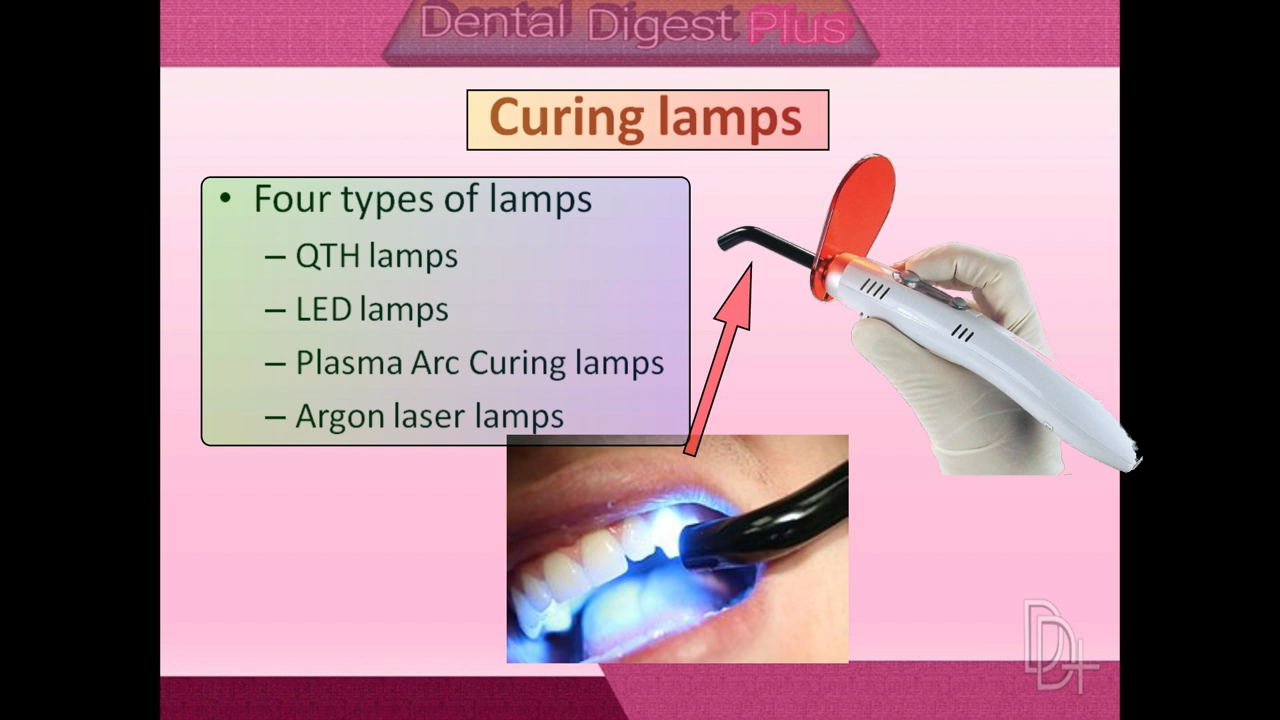 Dental Digest Plus
Curing lamps
• Four types of lamps
– QTH lamps
– LED lamps
– Plasma Arc Curing lamps
– Argon laser lamps
DD+